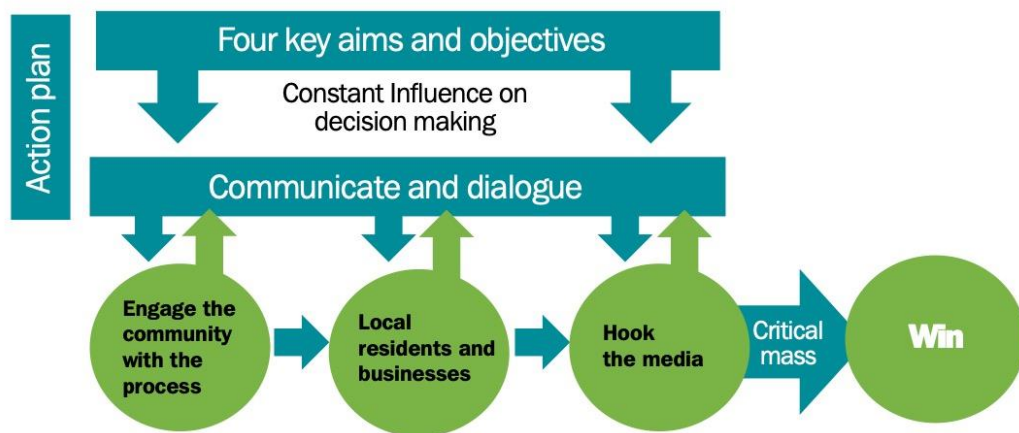 Action plan
Four key aims and objectives
Constant Influence on
decision making
Communicate and dialogue
Engage the
community
with the
process
Local
residents and
businesses
Hook
the media
Critical
mass
Win